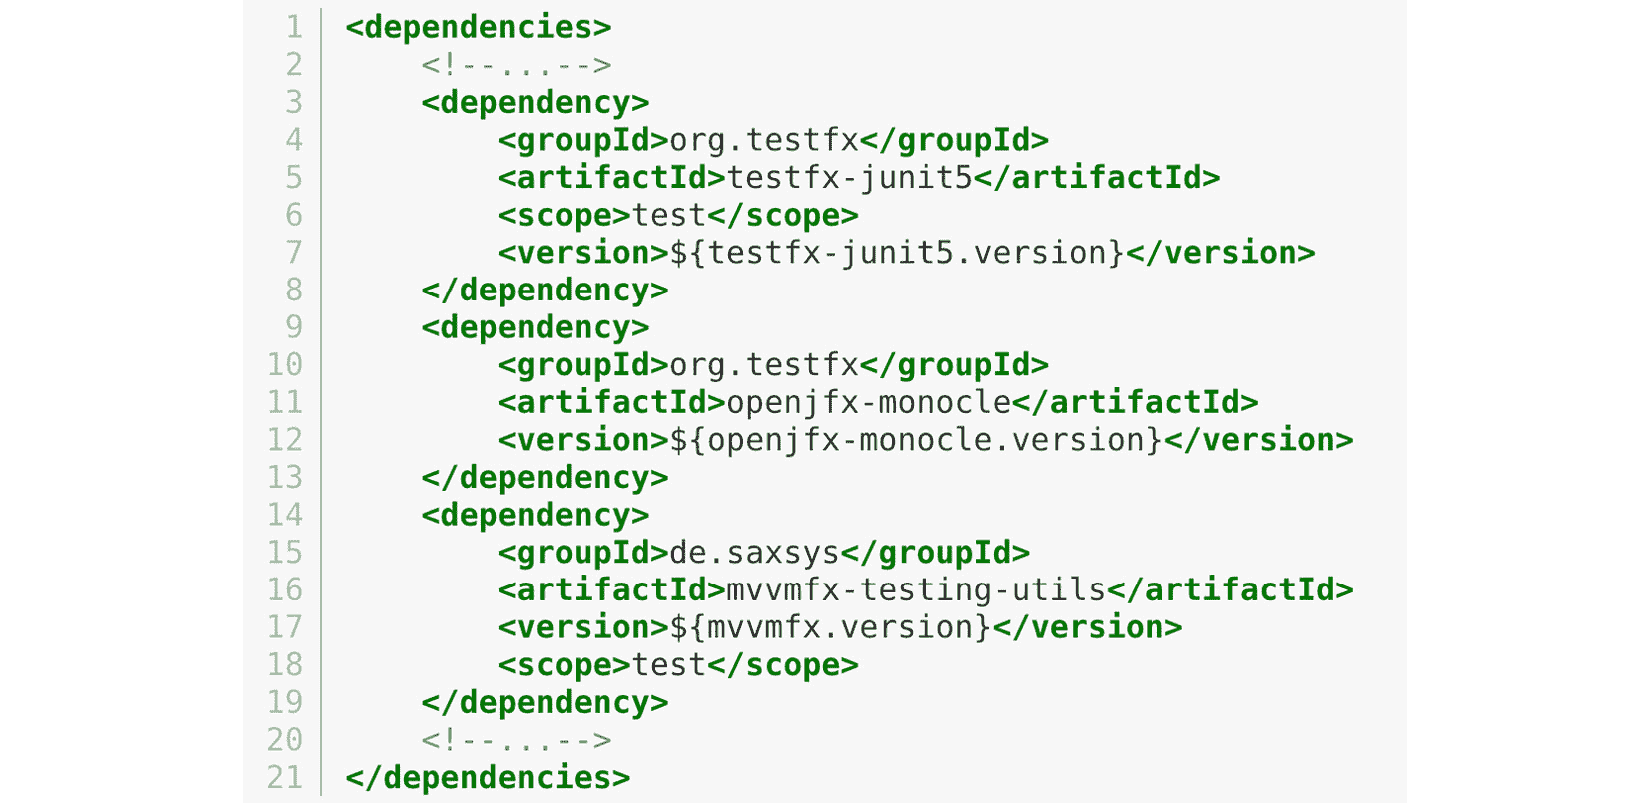 1 <dependencies>
2 <!--...-->
3 <dependency>
4 <groupId>org.testfx</groupId>
5 <artifactId>testfx-junit5</artifactId>
6 <scope>test</scope>
7 <version>${testfx-junit5.version}</version>
8 </dependency>
9 <dependency>
10 <groupId>org.testfx</groupId>
11 <artifactId>openjfx-monocle</artifactId>
12 <version>${openjfx-monocle.version}</version>
13 </dependency>
14 <dependency>
15 <groupId>de.saxsys</groupId>
16 <artifactId>mvvmfx-testing-utils</artifactId>
17 <version>${mvvmfx.version}</version>
18 <scope>test</scope>
19 </dependency>
20 <!--...-->
21 </dependencies>